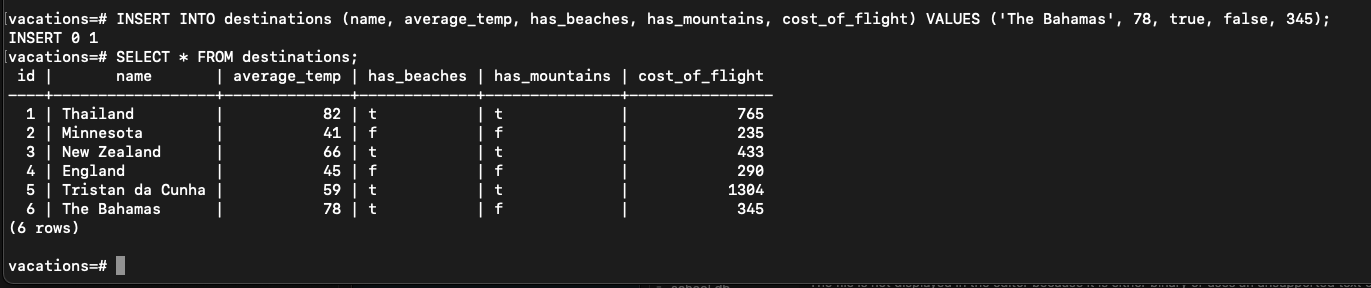 [vacations=# INSERT INTO destinations (name, average_temp, has_beaches, has_mountains, cost_of_flight) VALUES ('The Bahamas', 78, true, false, 345);
INSERT 0 1
[vacations=# SELECT * FROM destinations;
 id |       name       | average_temp | has_beaches | has_mountains | cost_of_flight
----+------------------+--------------+-------------+---------------+----------------
  1 | Thailand         |           82 | t           | t             |            765
  2 | Minnesota        |           41 | f           | f             |            235
  3 | New Zealand      |           66 | t           | t             |            433
  4 | England          |           45 | f           | f             |            290
  5 | Tristan da Cunha |           59 | t           | t             |           1304
  6 | The Bahamas      |           78 | t           | f             |            345
(6 rows)
vacations=#